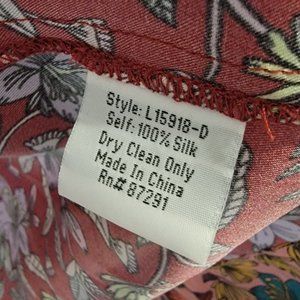 Style: L15918-D
Self: 100% Silk
Dry Clean Only
Made In China
Rn# 87291